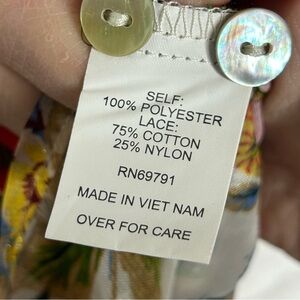 SELF:
100% POLYESTER
LACE:
75% COTTON
25% NYLON
RN69791
MADE IN VIET NAM
OVER FOR CARE